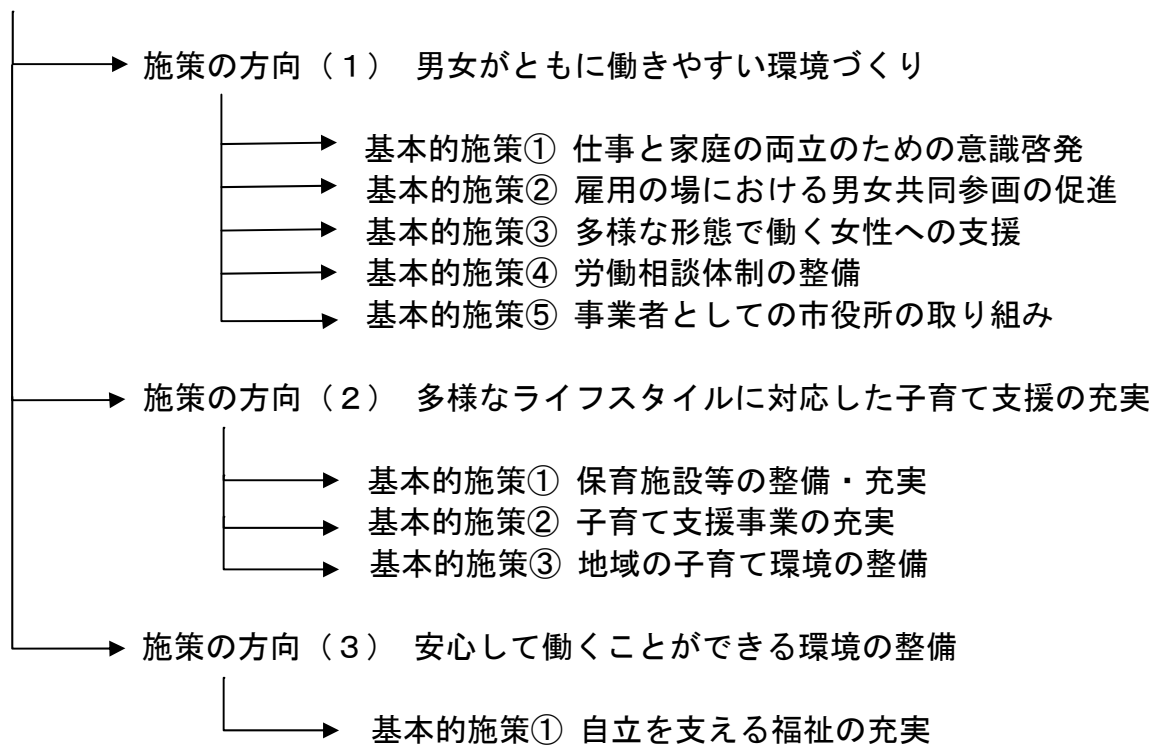 施策の方向（１） 男女がともに働きやすい環境づくり
基本的施策① 仕事と家庭の両立のための意識啓発
基本的施策② 雇用の場における男女共同参画の促進
基本的施策③ 多様な形態で働く女性への支援
基本的施策④ 労働相談体制の整備
基本的施策⑤ 事業者としての市役所の取り組み
施策の方向（２） 多様なライフスタイルに対応した子育て支援の充実
基本的施策① 保育施設等の整備・充実
基本的施策② 子育て支援事業の充実
基本的施策③ 地域の子育て環境の整備
施策の方向（３） 安心して働くことができる環境の整備
基本的施策① 自立を支える福祉の充実